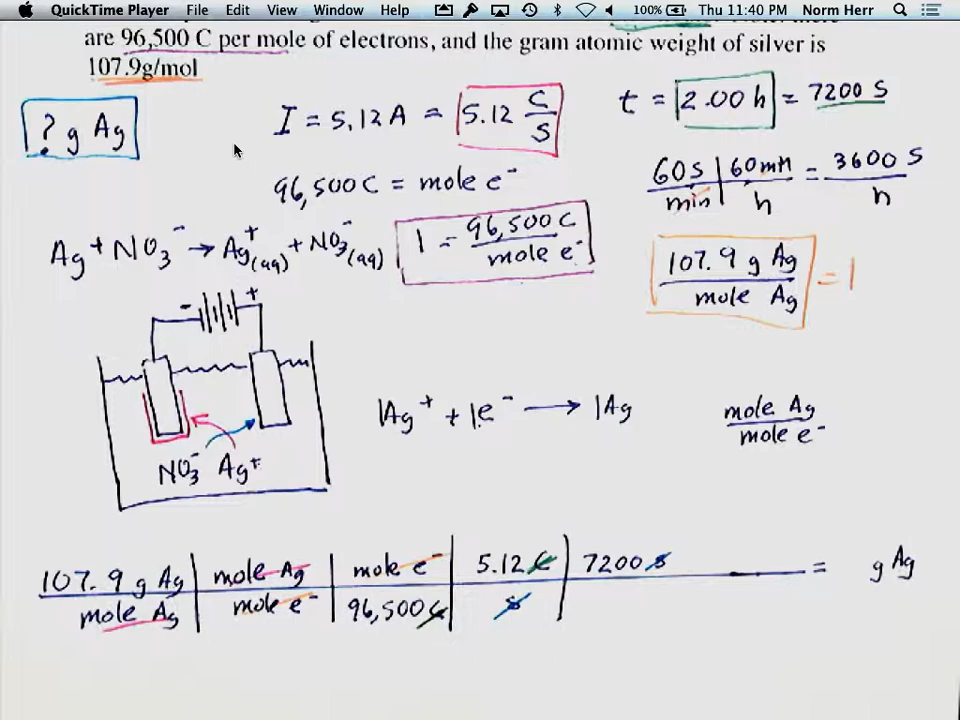 QuickTime Player File Edit View Window Help 100% Thu 11:40 PM Norm Herr
are 96,500 C per mole of electrons, and the gram atomic weight of silver is
107.9g/mol
? g Ag
I = 5.12 A = 5.12 C/S
t = 2.00 h = 7200 S
96,500C = mole e⁻
60s/min | 60min/h = 3600 S/h
Ag⁺NO₃⁻ → Ag⁺(aq) + NO₃⁻(aq)
1 = 96,500 C/mole e⁻
107.9 g Ag/mole Ag = 1
- +
1Ag⁺ + 1e⁻ → 1Ag
mole Ag/mole e⁻
NO₃⁻ Ag⁺
107.9 g Ag | mole Ag | mole e⁻ | 5.12 C | 7200 s = g Ag
mole Ag | mole e⁻ | 96,500 C | s